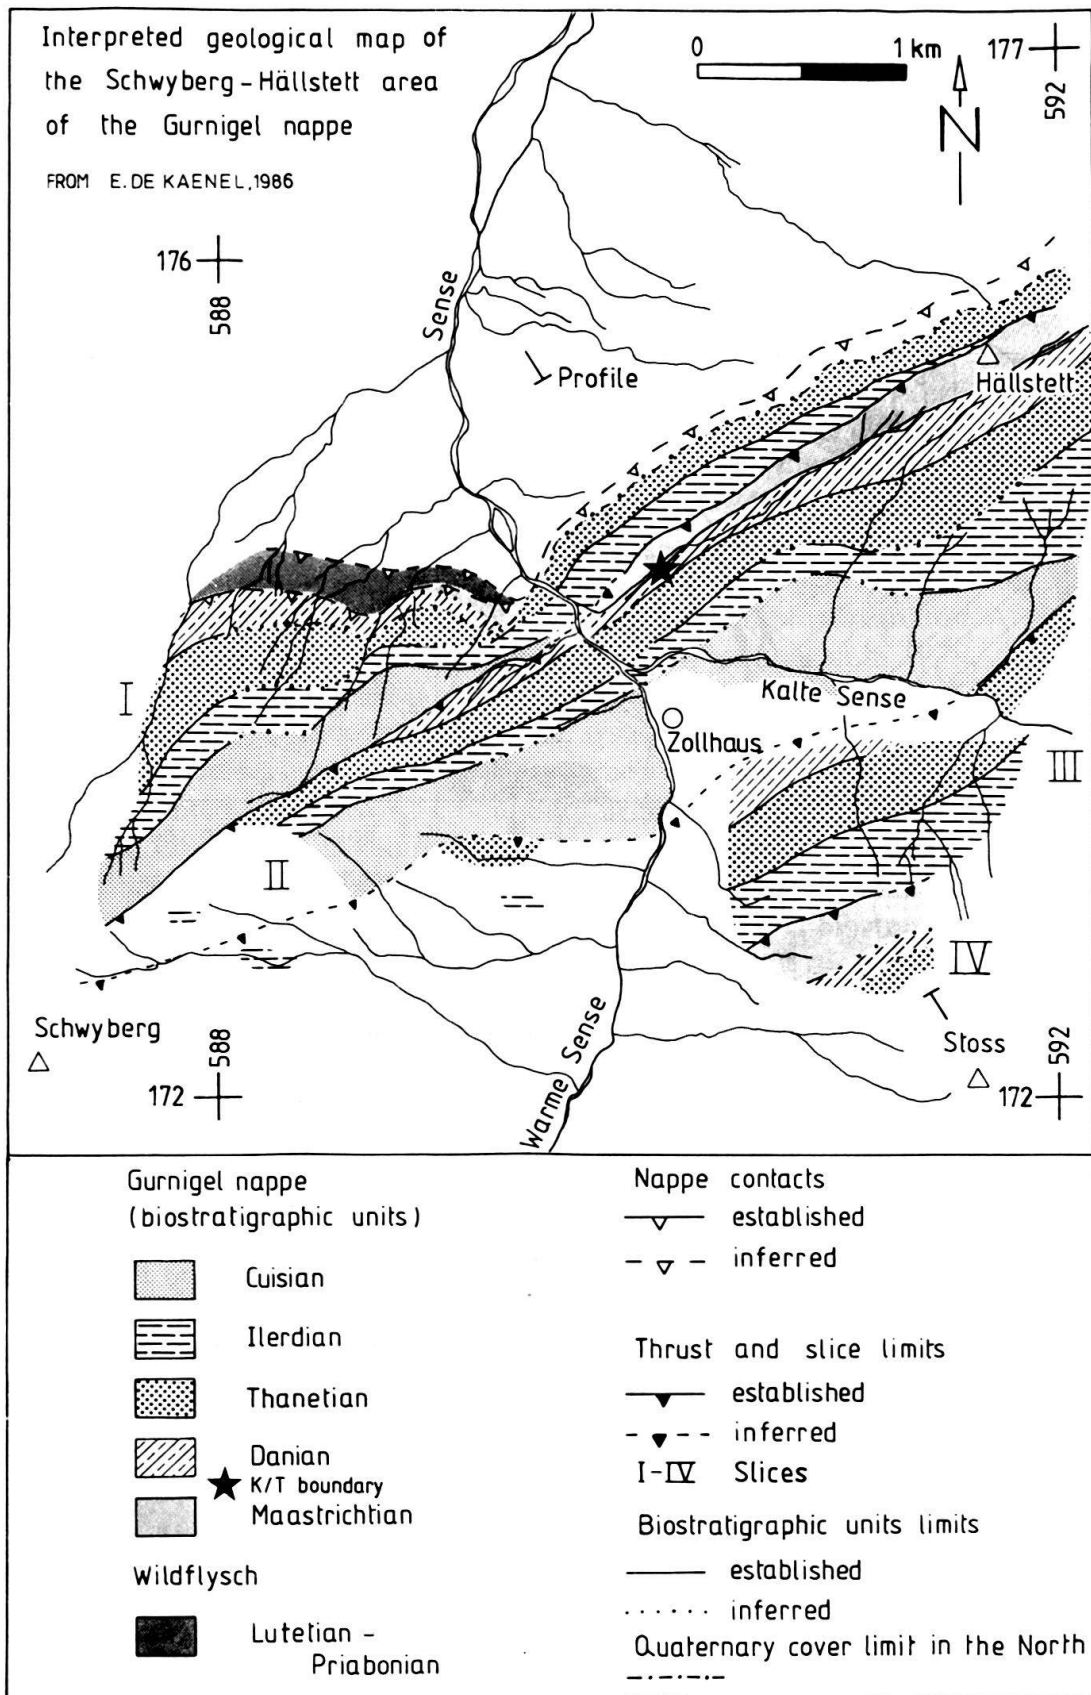 Interpreted geological map of
the Schwyberg-Hällstett area
of the Gurnigel nappe
FROM E. DE KAENEL, 1986
0 1 km
177
592
N
176
588
Sense
Profile
Hällstett
I
Kalte Sense
Zollhaus
III
II
IV
Schwyberg
588
Warme Sense
Stoss
592
172
172
Gurnigel nappe
(biostratigraphic units)
Cuisian
Ilerdian
Thanetian
Danian
K/T boundary
Maastrichtian
Wildflysch
Lutetian -
Priabonian
Nappe contacts
established
inferred
Thrust and slice limits
established
inferred
I-IV Slices
Biostratigraphic units limits
established
inferred
Quaternary cover limit in the North